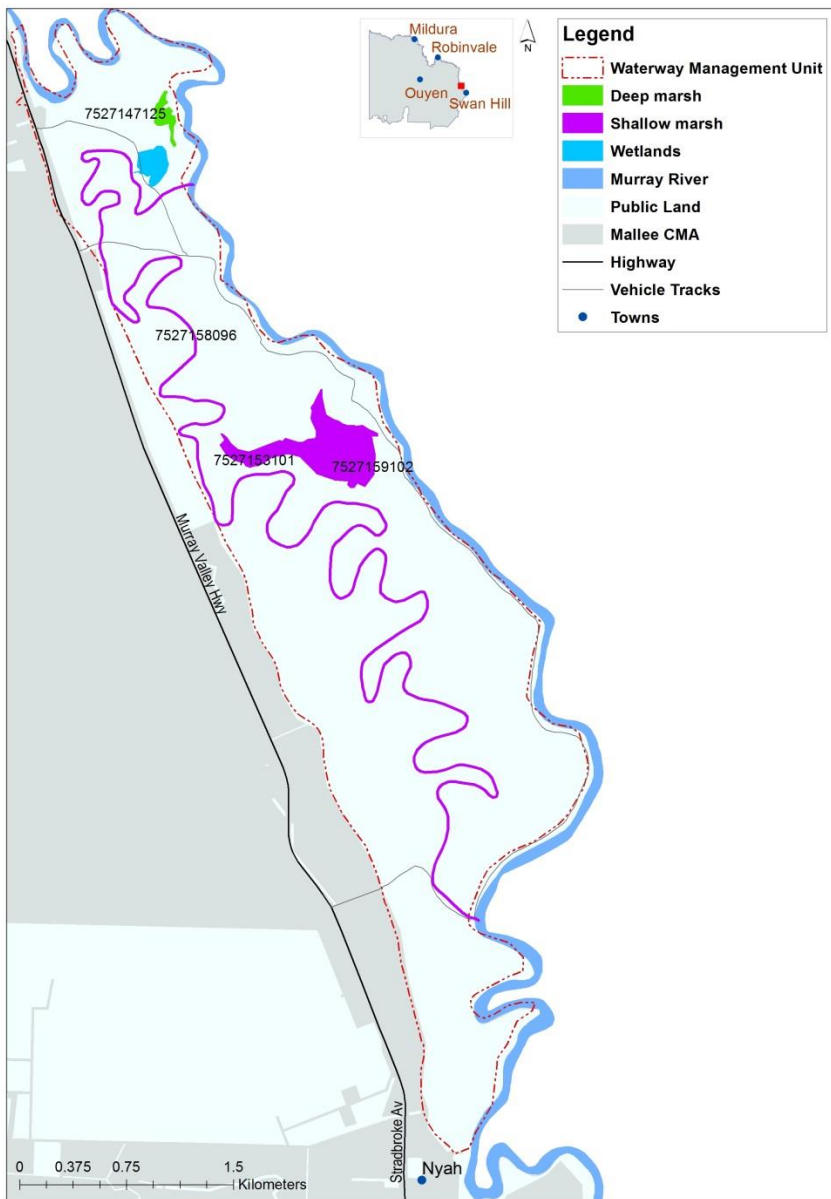 Mildura
Robinvale
Ouyen
Swan Hill
N
Legend
Waterway Management Unit
Deep marsh
Shallow marsh
Wetlands
Murray River
Public Land
Mallee CMA
Highway
Vehicle Tracks
Towns
7527147125
7527158096
7527153101
7527159102
Murray Valley Hwy
Stradbroke Av
Nyah
0 0.375 0.75 1.5
Kilometers